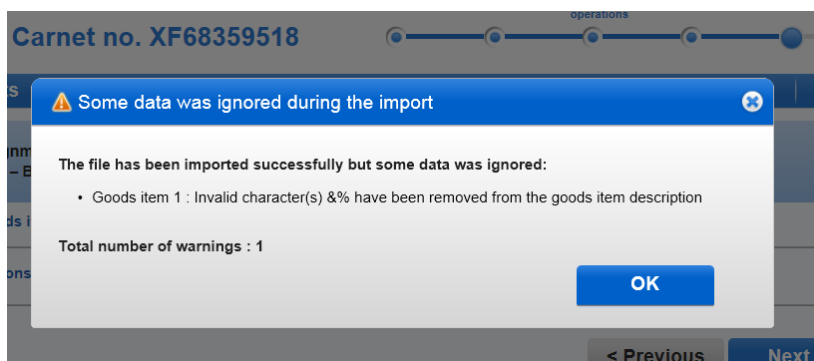 operations
Carnet no. XF68359518
Some data was ignored during the import
The file has been imported successfully but some data was ignored:
• Goods item 1 : Invalid character(s) &% have been removed from the goods item description
Total number of warnings : 1
OK
< Previous
Next